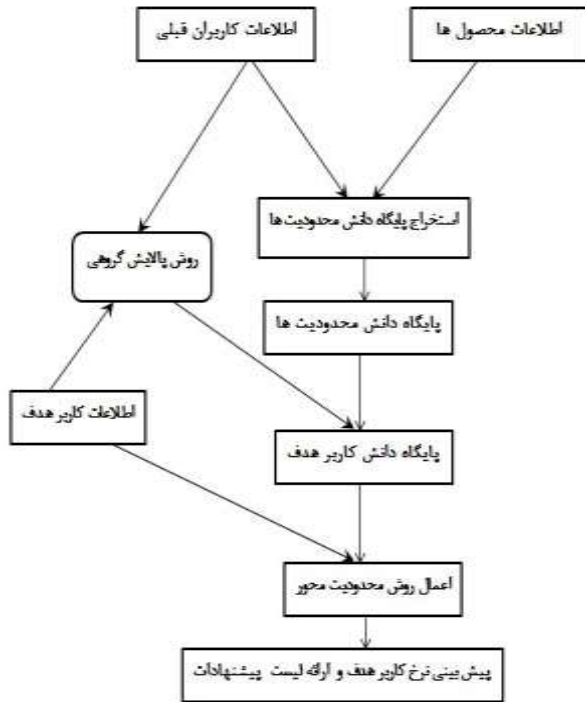 اطلاعات محصول ها
اطلاعات کاربران قبلی
استخراج پایگاه دانش محدودیت ها
روش پالایش گروهی
پایگاه دانش محدودیت ها
اطلاعات کاربر هدف
پایگاه دانش کاربر هدف
اعمال روش محدودیت محور
پیش بینی نرخ کاربر هدف و ارائه لیست پیشنهادات